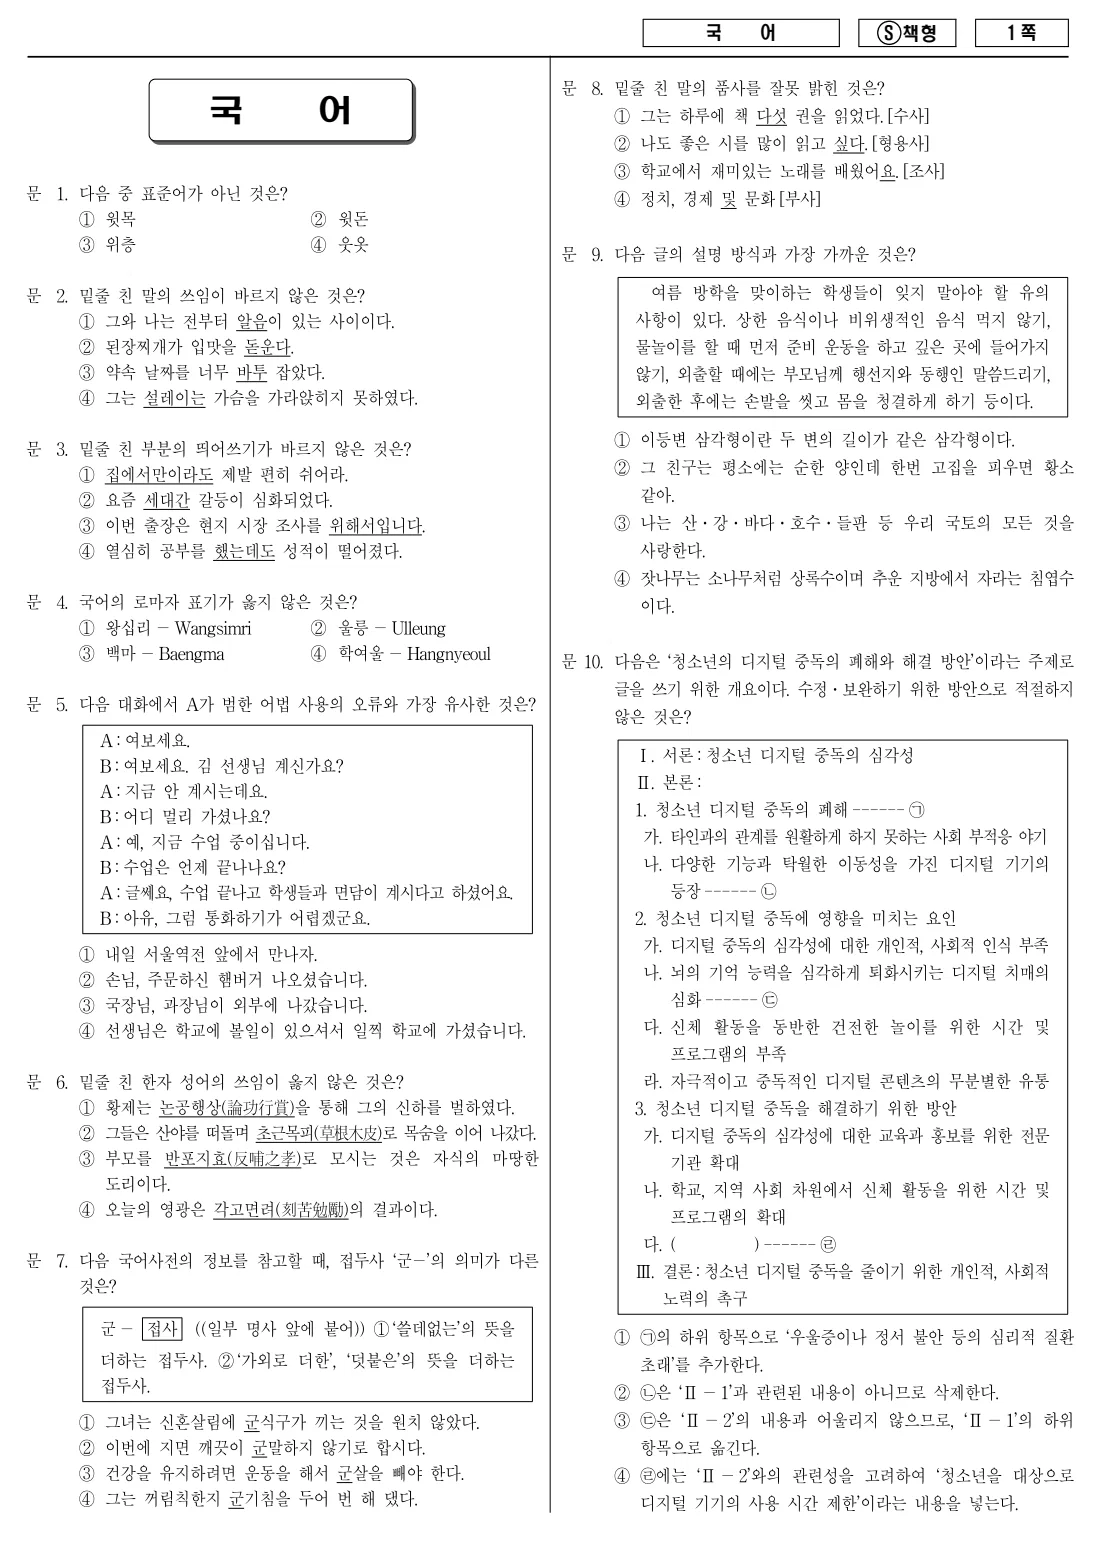 국 어
Ⓢ책형
1쪽
국 어
문 1. 다음 중 표준어가 아닌 것은?
① 윗목 ② 윗돈
③ 위층 ④ 웃옷
문 2. 밑줄 친 말의 쓰임이 바르지 않은 것은?
① 그와 나는 전부터 알음이 있는 사이이다.
② 된장찌개가 입맛을 돋운다.
③ 약속 날짜를 너무 바투 잡았다.
④ 그는 설레이는 가슴을 가라앉히지 못하였다.
문 3. 밑줄 친 부분의 띄어쓰기가 바르지 않은 것은?
① 집에서만이라도 제발 편히 쉬어라.
② 요즘 세대간 갈등이 심화되었다.
③ 이번 출장은 현지 시장 조사를 위해서입니다.
④ 열심히 공부를 했는데도 성적이 떨어졌다.
문 4. 국어의 로마자 표기가 옳지 않은 것은?
① 왕십리 － Wangsimri ② 울릉 － Ulleung
③ 백마 － Baengma ④ 학여울 － Hangnyeoul
문 5. 다음 대화에서 A가 범한 어법 사용의 오류와 가장 유사한 것은?
A : 여보세요.
B : 여보세요. 김 선생님 계신가요?
A : 지금 안 계시는데요.
B : 어디 멀리 가셨나요?
A : 예, 지금 수업 중이십니다.
B : 수업은 언제 끝나나요?
A : 글쎄요, 수업 끝나고 학생들과 면담이 계시다고 하셨어요.
B : 아유, 그럼 통화하기가 어렵겠군요.
① 내일 서울역전 앞에서 만나자.
② 손님, 주문하신 햄버거 나오셨습니다.
③ 국장님, 과장님이 외부에 나갔습니다.
④ 선생님은 학교에 볼일이 있으셔서 일찍 학교에 가셨습니다.
문 6. 밑줄 친 한자 성어의 쓰임이 옳지 않은 것은?
① 황제는 논공행상(論功行賞)을 통해 그의 신하를 벌하였다.
② 그들은 산야를 떠돌며 초근목피(草根木皮)로 목숨을 이어 나갔다.
③ 부모를 반포지효(反哺之孝)로 모시는 것은 자식의 마땅한
도리이다.
④ 오늘의 영광은 각고면려(刻苦勉勵)의 결과이다.
문 7. 다음 국어사전의 정보를 참고할 때, 접두사 ‘군－’의 의미가 다른
것은?
군 － 접사 ((일부 명사 앞에 붙어)) ①‘쓸데없는’의 뜻을
더하는 접두사. ②‘가외로 더한’, ‘덧붙은’의 뜻을 더하는
접두사.
① 그녀는 신혼살림에 군식구가 끼는 것을 원치 않았다.
② 이번에 지면 깨끗이 군말하지 않기로 합시다.
③ 건강을 유지하려면 운동을 해서 군살을 빼야 한다.
④ 그는 꺼림칙한지 군기침을 두어 번 해 댔다.
문 8. 밑줄 친 말의 품사를 잘못 밝힌 것은?
① 그는 하루에 책 다섯 권을 읽었다. [수사]
② 나도 좋은 시를 많이 읽고 싶다. [형용사]
③ 학교에서 재미있는 노래를 배웠어요. [조사]
④ 정치, 경제 및 문화 [부사]
문 9. 다음 글의 설명 방식과 가장 가까운 것은?
여름 방학을 맞이하는 학생들이 잊지 말아야 할 유의
사항이 있다. 상한 음식이나 비위생적인 음식 먹지 않기,
물놀이를 할 때 먼저 준비 운동을 하고 깊은 곳에 들어가지
않기, 외출할 때에는 부모님께 행선지와 동행인 말씀드리기,
외출한 후에는 손발을 씻고 몸을 청결하게 하기 등이다.
① 이등변 삼각형이란 두 변의 길이가 같은 삼각형이다.
② 그 친구는 평소에는 순한 양인데 한번 고집을 피우면 황소
같아.
③ 나는 산·강·바다·호수·들판 등 우리 국토의 모든 것을
사랑한다.
④ 잣나무는 소나무처럼 상록수이며 추운 지방에서 자라는 침엽수
이다.
문 10. 다음은 ‘청소년의 디지털 중독의 폐해와 해결 방안’이라는 주제로
글을 쓰기 위한 개요이다. 수정·보완하기 위한 방안으로 적절하지
않은 것은?
Ⅰ. 서론 : 청소년 디지털 중독의 심각성
Ⅱ. 본론 :
1. 청소년 디지털 중독의 폐해 ------ ㉠
가. 타인과의 관계를 원활하게 하지 못하는 사회 부적응 야기
나. 다양한 기능과 탁월한 이동성을 가진 디지털 기기의
등장 ------ ㉡
2. 청소년 디지털 중독에 영향을 미치는 요인
가. 디지털 중독의 심각성에 대한 개인적, 사회적 인식 부족
나. 뇌의 기억 능력을 심각하게 퇴화시키는 디지털 치매의
심화 ------ ㉢
다. 신체 활동을 동반한 건전한 놀이를 위한 시간 및
프로그램의 부족
라. 자극적이고 중독적인 디지털 콘텐츠의 무분별한 유통
3. 청소년 디지털 중독을 해결하기 위한 방안
가. 디지털 중독의 심각성에 대한 교육과 홍보를 위한 전문
기관 확대
나. 학교, 지역 사회 차원에서 신체 활동을 위한 시간 및
프로그램의 확대
다. ( ) ------ ㉣
Ⅲ. 결론 : 청소년 디지털 중독을 줄이기 위한 개인적, 사회적
노력의 촉구
① ㉠의 하위 항목으로 ‘우울증이나 정서 불안 등의 심리적 질환
초래’를 추가한다.
② ㉡은 ‘Ⅱ － 1’과 관련된 내용이 아니므로 삭제한다.
③ ㉢은 ‘Ⅱ － 2’의 내용과 어울리지 않으므로, ‘Ⅱ － 1’의 하위
항목으로 옮긴다.
④ ㉣에는 ‘Ⅱ － 2’와의 관련성을 고려하여 ‘청소년을 대상으로
디지털 기기의 사용 시간 제한’이라는 내용을 넣는다.